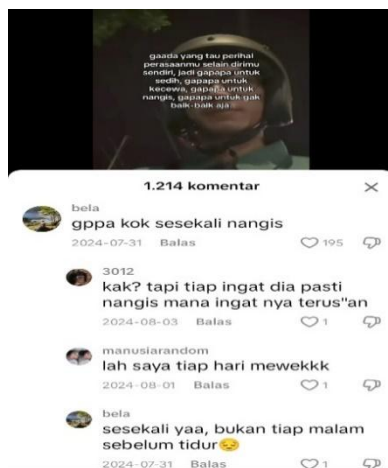 gaada yang tau perihal
perasaanmu selain dirimu
sendiri, jadi gapapa untuk
sedih, gapapa untuk
kecewa, gapapa untuk
nangis, gapapa untuk gak
baik-baik aja
1.214 komentar
bela
gppa kok sesekali nangis
2024-07-31 Balas 195
3012
kak? tapi tiap ingat dia pasti
nangis mana ingat nya terus"an
2024-08-03 Balas 1
manusiarandom
lah saya tiap hari mewekkk
2024-08-01 Balas 1
bela
sesekali yaa, bukan tiap malam
sebelum tidur😔
2024-07-31 Balas 1